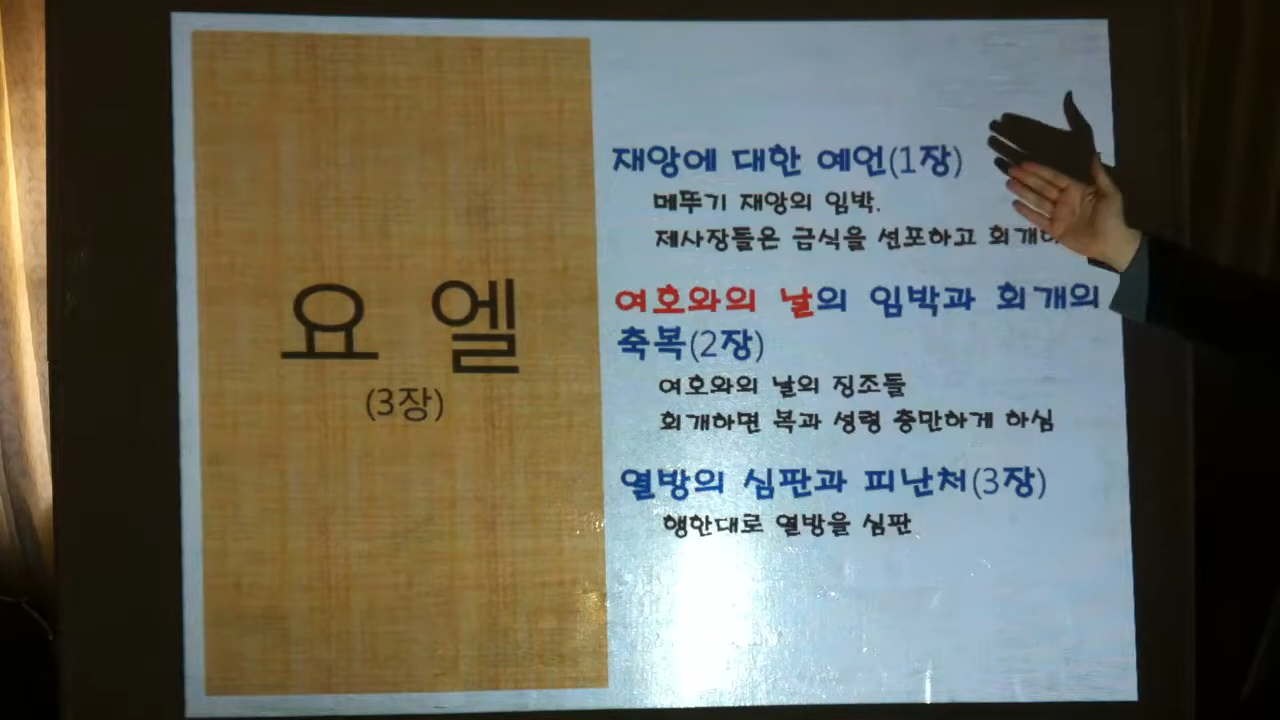 요 엘
(3장)
재앙에 대한 예언(1장)
메뚜기 재앙의 임박.
제사장들은 금식을 선포하고
여호와의 날의 임박과 회개의
축복(2장)
여호와의 날의 징조들
회개하면 복과 성령 충만하게 하심
열방의 심판과 피난처(3장)
행한대로 열방을 심판